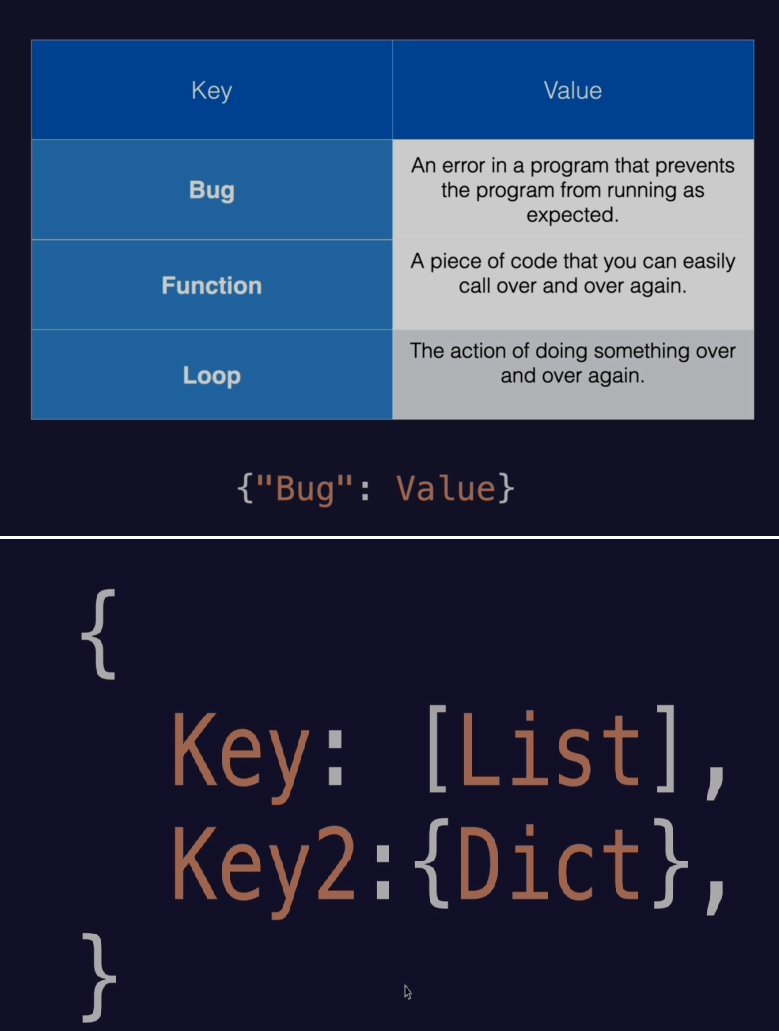 Key
Value
Bug
An error in a program that prevents
the program from running as
expected.
Function
A piece of code that you can easily
call over and over again.
Loop
The action of doing something over
and over again.
{"Bug": Value}
{
Key: [List],
Key2:{Dict},
}